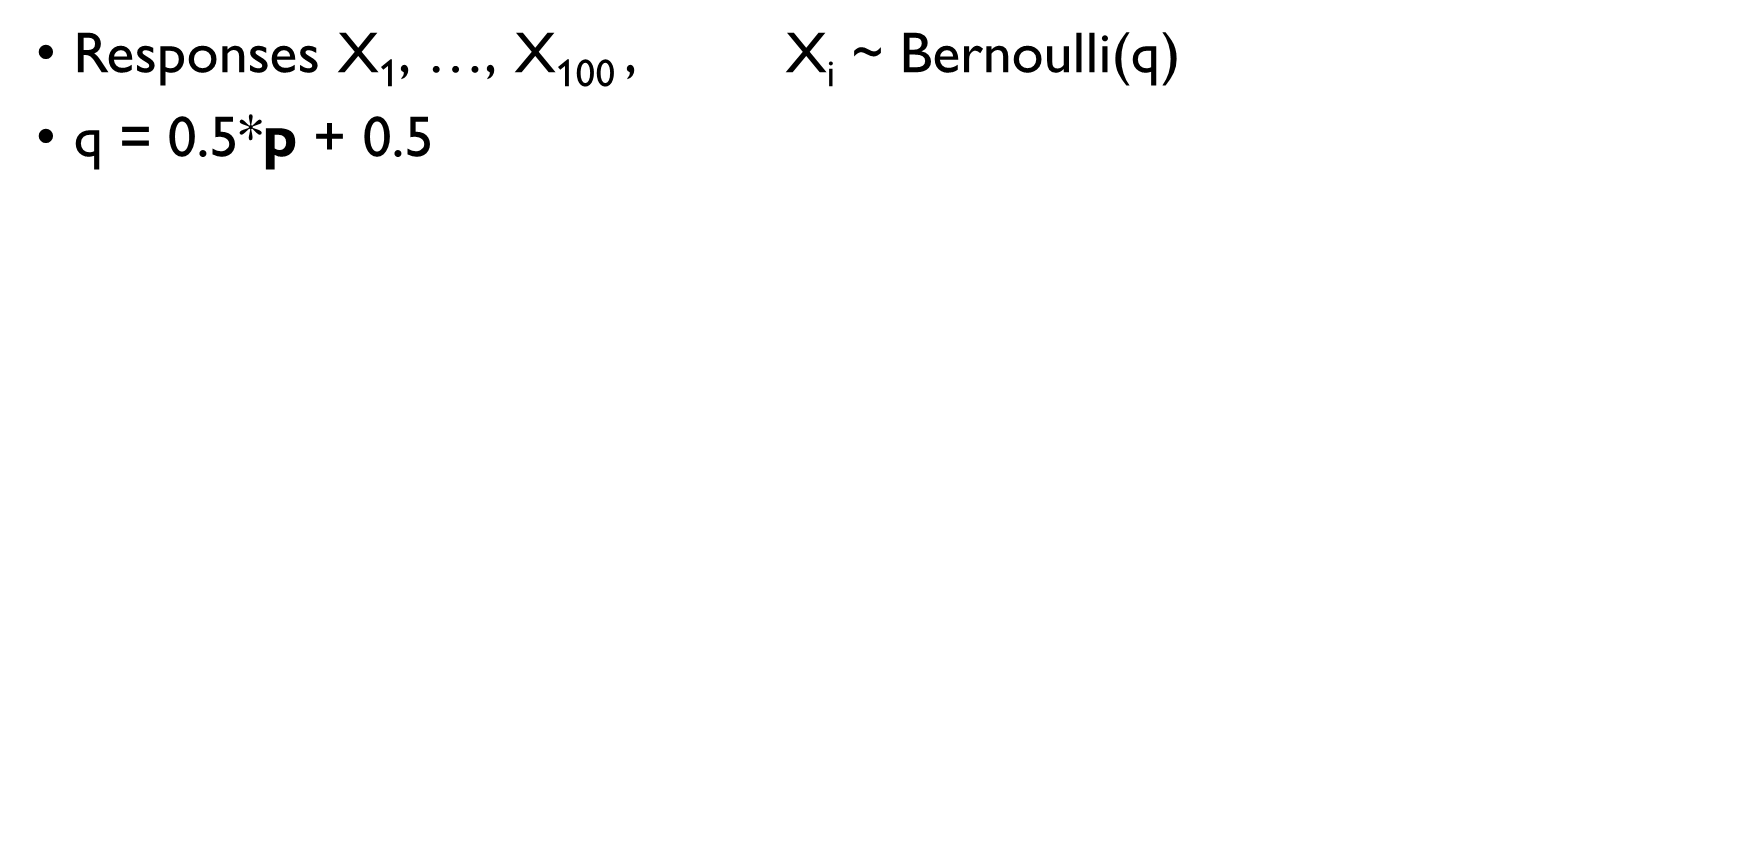 • Responses X₁, …, X₁₀₀ , Xᵢ ~ Bernoulli(q)
• q = 0.5*p + 0.5